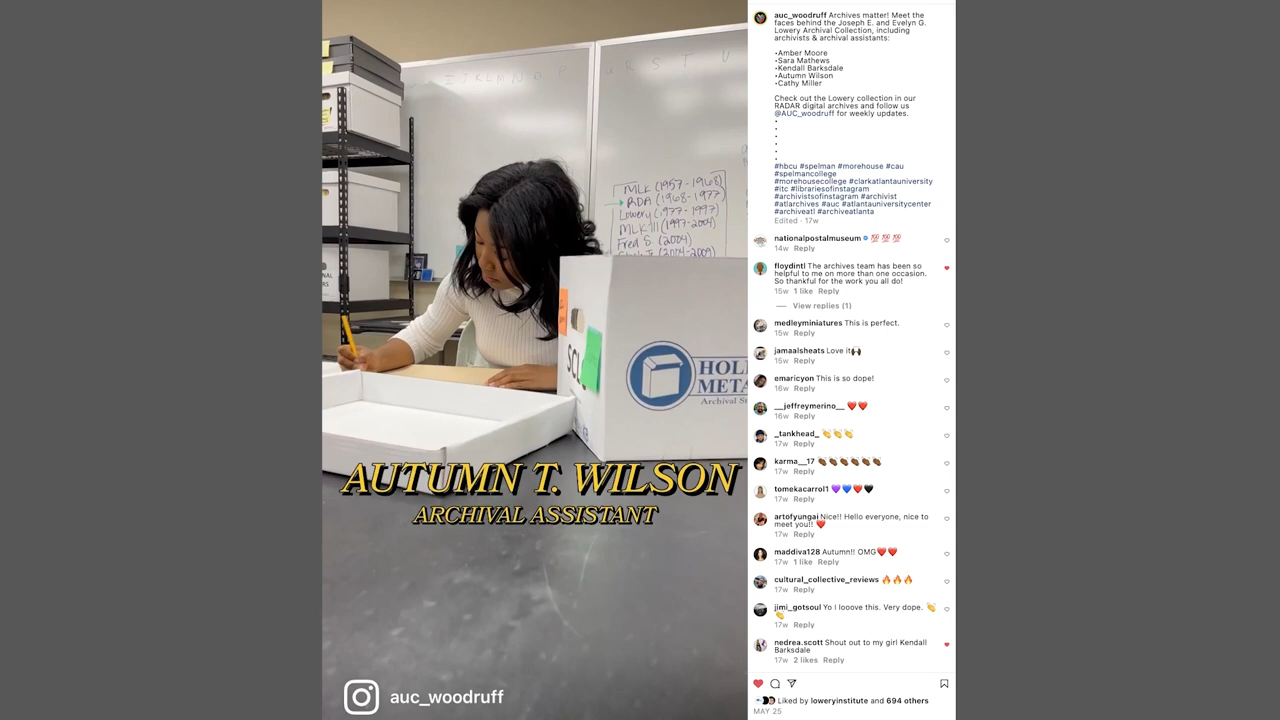 I J K L M N O P
R S T U
MLK (1957-1968)
RDA (1968-1977)
Lowery (1977-1997)
MLK III (1997-2004)
Fred S. (2004)
(2004-2009)
HOLL
META
Archival S
AUTUMN T. WILSON
ARCHIVAL ASSISTANT
auc_woodruff
auc_woodruff Archives matter! Meet the
faces behind the Joseph E. and Evelyn G.
Lowery Archival Collection, including
archivists & archival assistants:
•Amber Moore
•Sara Mathews
•Kendall Barksdale
•Autumn Wilson
•Cathy Miller
Check out the Lowery collection in our
RADAR digital archives and follow us
@AUC_woodruff for weekly updates.
•
•
•
•
•
•
#hbcu #spelman #morehouse #cau
#spelmancollege
#morehousecollege #clarkatlantauniversity
#itc #librariesofinstagram
#archivistsofinstagram #archivist
#atlarchives #auc #atlantauniversitycenter
#archiveatl #archiveatlanta
Edited · 17w
nationalpostalmuseum 💯 💯 💯
14w Reply
floydintl The archives team has been so
helpful to me on more than one occasion.
So thankful for the work you all do!
15w 1 like Reply
View replies (1)
medleyminiatures This is perfect.
15w Reply
jamaalsheats Love it🙌🏿
15w Reply
emaricyon This is so dope!
16w Reply
__jeffreymerino__ ❤️ ❤️
16w Reply
_tankhead_ 👏 👏 👏
17w Reply
karma__17 👏🏾👏🏾👏🏾👏🏾👏🏾👏🏾
17w Reply
tomekacarrol1 💜 💙 ❤️ 🖤
17w Reply
artofyungai Nice!! Hello everyone, nice to
meet you!! ❤️
17w Reply
maddiva128 Autumn!! OMG❤️ ❤️
17w 1 like Reply
cultural_collective_reviews 🔥 🔥 🔥
17w Reply
jimi_gotsoul Yo I looove this. Very dope. 👏
👏
17w Reply
nedrea.scott Shout out to my girl Kendall
Barksdale
17w 2 likes Reply
Liked by loweryinstitute and 694 others
MAY 25